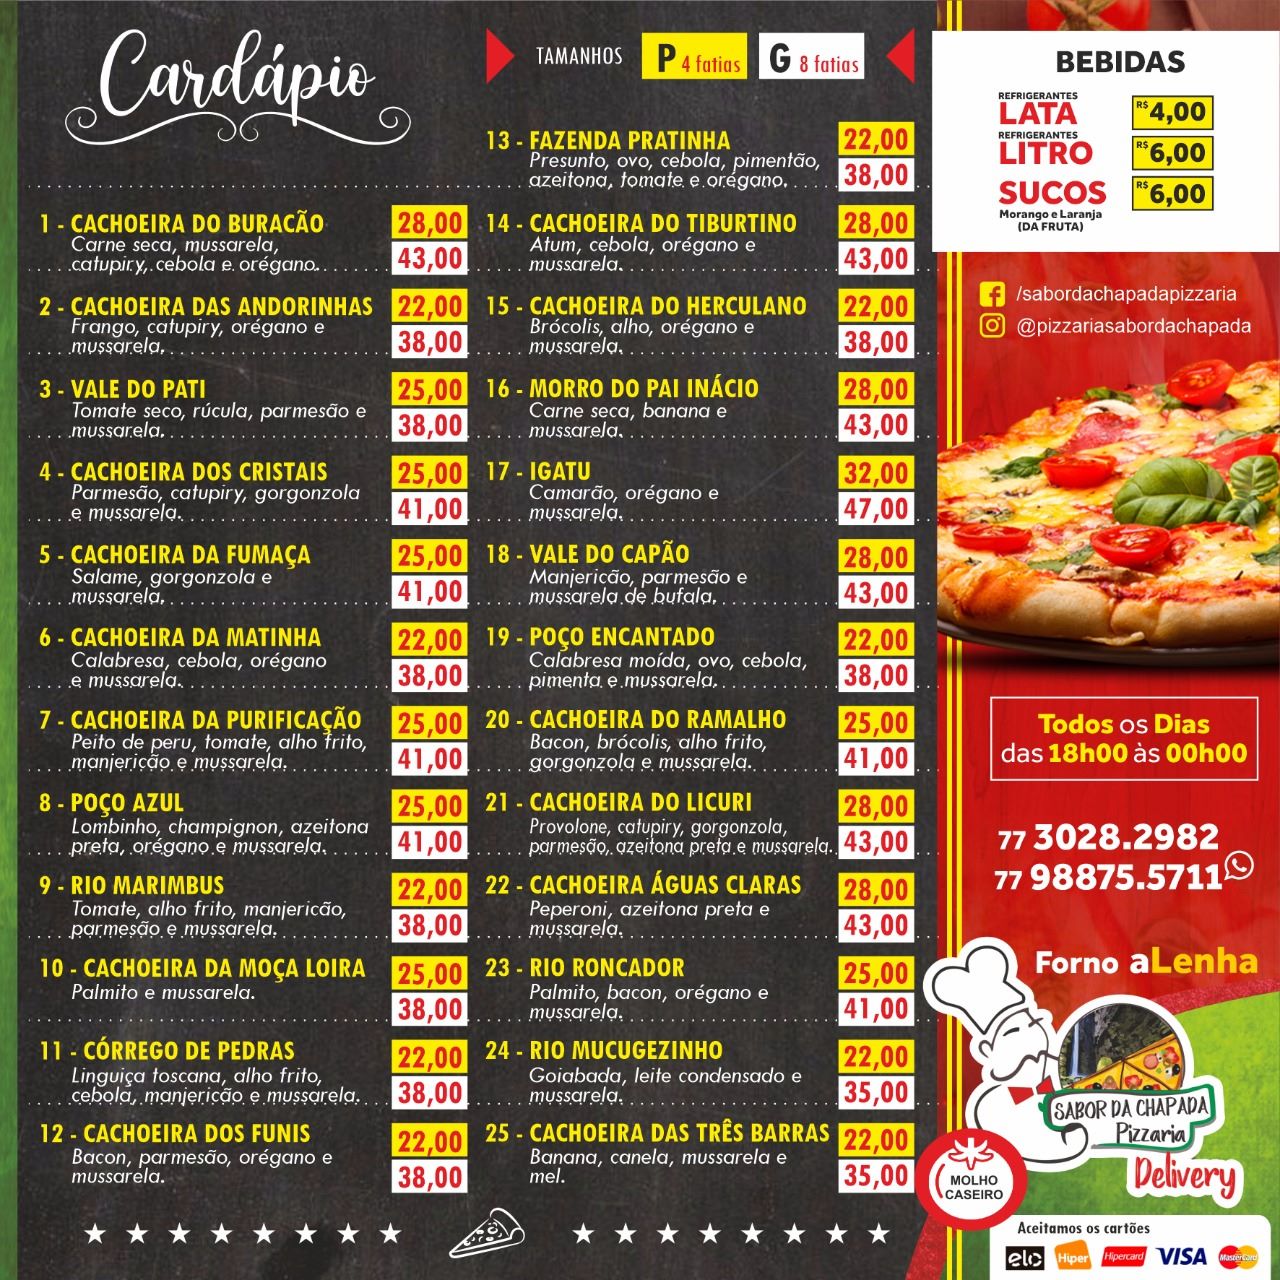 Cardápio
TAMANHOS P 4 fatias G 8 fatias
1 - CACHOEIRA DO BURACÃO 28,00
Carne seca, mussarela,
catupiry, cebola e orégano. 43,00
2 - CACHOEIRA DAS ANDORINHAS 22,00
Frango, catupiry, orégano e
mussarela. 38,00
3 - VALE DO PATI 25,00
Tomate seco, rúcula, parmesão e
mussarela. 38,00
4 - CACHOEIRA DOS CRISTAIS 25,00
Parmesão, catupiry, gorgonzola
e mussarela. 41,00
5 - CACHOEIRA DA FUMAÇA 25,00
Salame, gorgonzola e
mussarela. 41,00
6 - CACHOEIRA DA MATINHA 22,00
Calabresa, cebola, orégano
e mussarela. 38,00
7 - CACHOEIRA DA PURIFICAÇÃO 25,00
Peito de peru, tomate, alho frito,
manjericão e mussarela. 41,00
8 - POÇO AZUL 25,00
Lombinho, champignon, azeitona
preta, orégano e mussarela. 41,00
9 - RIO MARIMBUS 22,00
Tomate, alho frito, manjericão,
parmesão e mussarela. 38,00
10 - CACHOEIRA DA MOÇA LOIRA 25,00
Palmito e mussarela.
38,00
11 - CÓRREGO DE PEDRAS 22,00
Linguiça toscana, alho frito,
cebola, manjericão e mussarela. 38,00
12 - CACHOEIRA DOS FUNIS 22,00
Bacon, parmesão, orégano e
mussarela. 38,00
13 - FAZENDA PRATINHA 22,00
Presunto, ovo, cebola, pimentão,
azeitona, tomate e orégano. 38,00
14 - CACHOEIRA DO TIBURTINO 28,00
Atum, cebola, orégano e
mussarela. 43,00
15 - CACHOEIRA DO HERCULANO 22,00
Brócolis, alho, orégano e
mussarela. 38,00
16 - MORRO DO PAI INÁCIO 28,00
Carne seca, banana e
mussarela. 43,00
17 - IGATU 32,00
Camarão, orégano e
mussarela. 47,00
18 - VALE DO CAPÃO 28,00
Manjericão, parmesão e
mussarela de bufala. 43,00
19 - POÇO ENCANTADO 22,00
Calabresa moída, ovo, cebola,
pimenta e mussarela. 38,00
20 - CACHOEIRA DO RAMALHO 25,00
Bacon, brócolis, alho frito,
gorgonzola e mussarela. 41,00
21 - CACHOEIRA DO LICURI 28,00
Provolone, catupiry, gorgonzola,
parmesão, azeitona preta e mussarela. 43,00
22 - CACHOEIRA ÁGUAS CLARAS 28,00
Peperoni, azeitona preta e
mussarela. 43,00
23 - RIO RONCADOR 25,00
Palmito, bacon, orégano e
mussarela. 41,00
24 - RIO MUCUGEZINHO 22,00
Goiabada, leite condensado e
mussarela. 35,00
25 - CACHOEIRA DAS TRÊS BARRAS 22,00
Banana, canela, mussarela e
mel. 35,00
BEBIDAS
REFRIGERANTES
LATA R$ 4,00
REFRIGERANTES
LITRO R$ 6,00
SUCOS R$ 6,00
Morango e Laranja
(DA FRUTA)
/sabordachapadapizzaria
@pizzariasabordachapada
Todos os Dias
das 18h00 às 00h00
77 3028.2982
77 98875.5711
Forno aLenha
SABOR DA CHAPADA
Pizzaria
Delivery
MOLHO
CASEIRO
Aceitamos os cartões
elo Hiper Hipercard VISA MasterCard